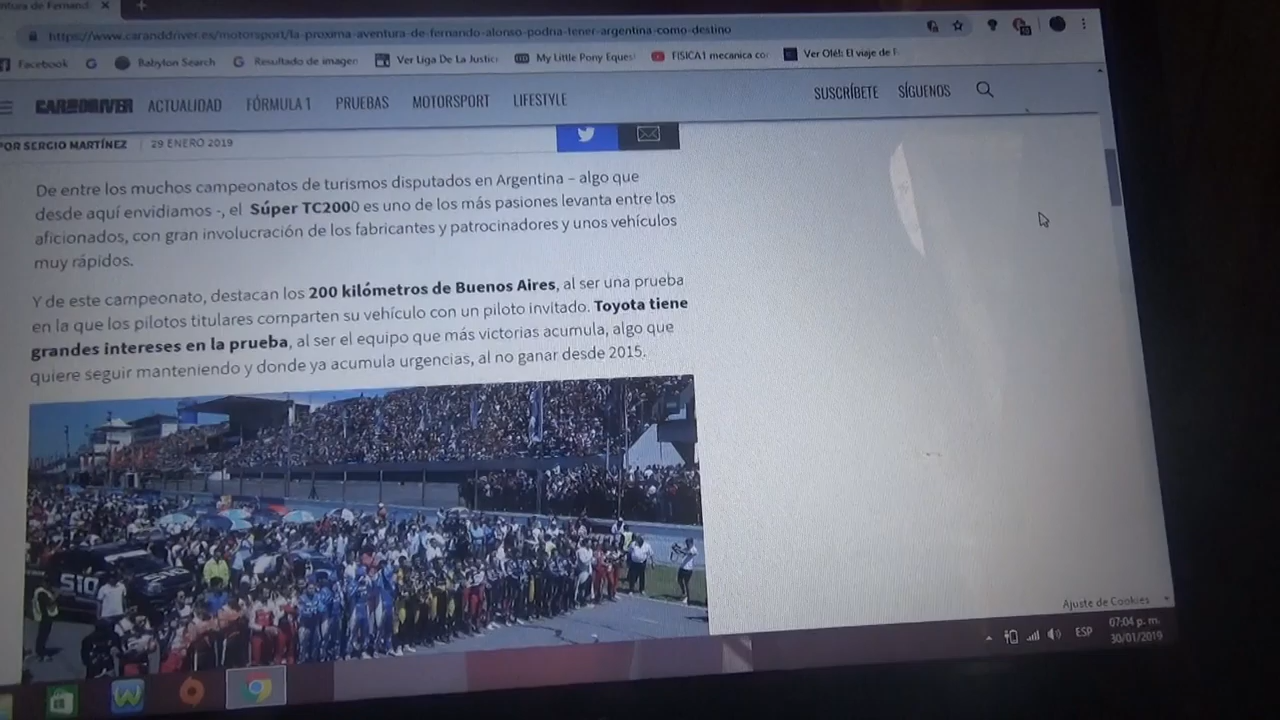 https://www.caranddriver.es/motorsport/la-proxima-aventura-de-fernando-alonso-podria-tener-argentina-como-destino
Facebook
Babylon Search
Resultado de imagen
Ver Liga De La Justic
My Little Pony Equest
FISICA1 mecanica co
Ver Olé: El viaje de F
CAR AND DRIVER ACTUALIDAD FÓRMULA 1 PRUEBAS MOTORSPORT LIFESTYLE SUSCRÍBETE SÍGUENOS
POR SERGIO MARTÍNEZ | 29 ENERO 2019
De entre los muchos campeonatos de turismos disputados en Argentina – algo que
desde aquí envidiamos -, el Súper TC2000 es uno de los más pasiones levanta entre los
aficionados, con gran involucración de los fabricantes y patrocinadores y unos vehículos
muy rápidos.
Y de este campeonato, destacan los 200 kilómetros de Buenos Aires, al ser una prueba
en la que los pilotos titulares comparten su vehículo con un piloto invitado. Toyota tiene
grandes intereses en la prueba, al ser el equipo que más victorias acumula, algo que
quiere seguir manteniendo y donde ya acumula urgencias, al no ganar desde 2015.
Ajuste de Cookies
ESP
07:04 p. m.
30/01/2019